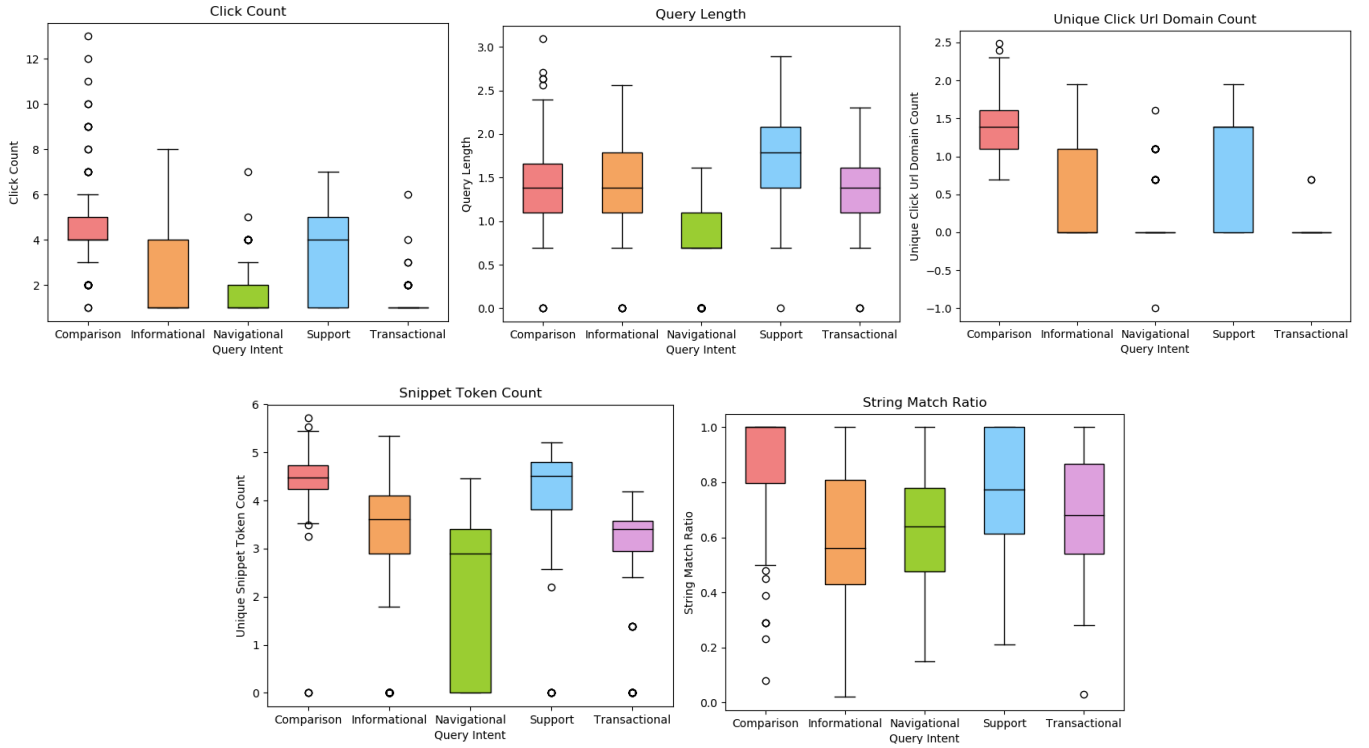 Click Count
Click Count
12
10
8
6
4
2
Comparison Informational Navigational Support Transactional
Query Intent
Query Length
Query Length
3.0
2.5
2.0
1.5
1.0
0.5
0.0
Comparison Informational Navigational Support Transactional
Query Intent
Unique Click Url Domain Count
Unique Click Url Domain Count
2.5
2.0
1.5
1.0
0.5
0.0
−0.5
−1.0
Comparison Informational Navigational Support Transactional
Query Intent
Snippet Token Count
Unique Snippet Token Count
6
5
4
3
2
1
0
Comparison Informational Navigational Support Transactional
Query Intent
String Match Ratio
String Match Ratio
1.0
0.8
0.6
0.4
0.2
0.0
Comparison Informational Navigational Support Transactional
Query Intent